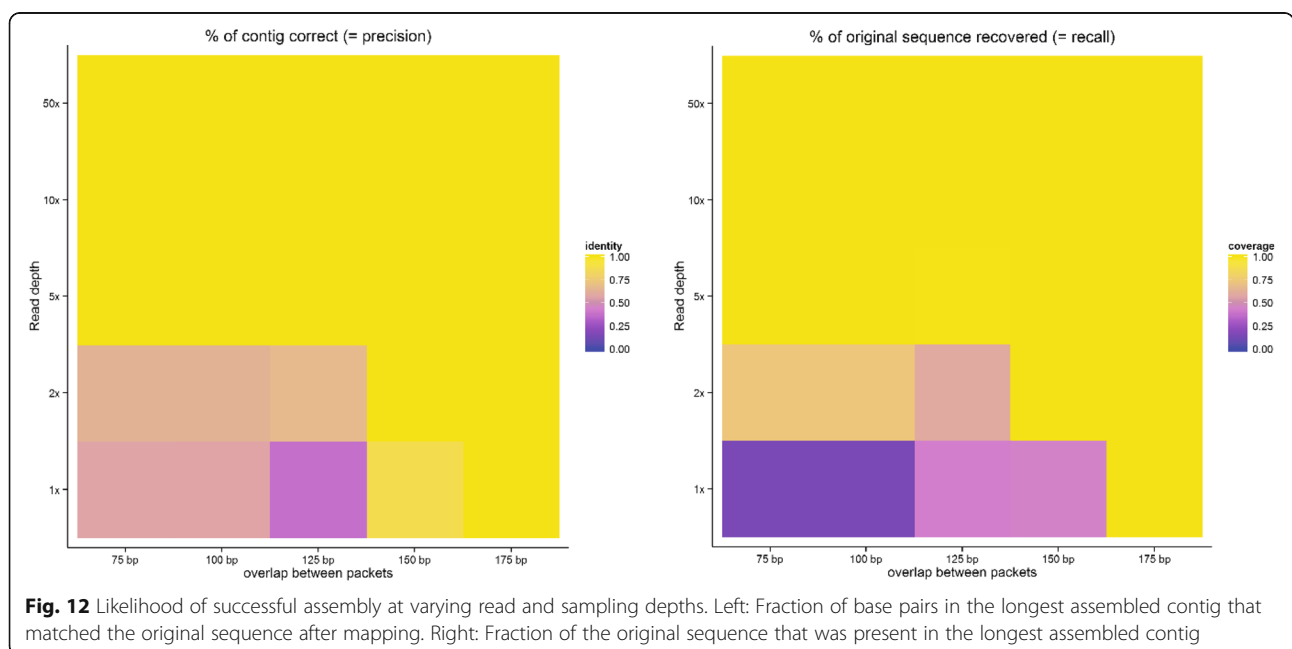 % of contig correct (= precision)
50x
10x
5x
2x
1x
Read depth
75 bp 100 bp 125 bp 150 bp 175 bp
overlap between packets
identity
1.00
0.75
0.50
0.25
0.00
% of original sequence recovered (= recall)
50x
10x
5x
2x
1x
Read depth
75 bp 100 bp 125 bp 150 bp 175 bp
overlap between packets
coverage
1.00
0.75
0.50
0.25
0.00
Fig. 12 Likelihood of successful assembly at varying read and sampling depths. Left: Fraction of base pairs in the longest assembled contig that
matched the original sequence after mapping. Right: Fraction of the original sequence that was present in the longest assembled contig